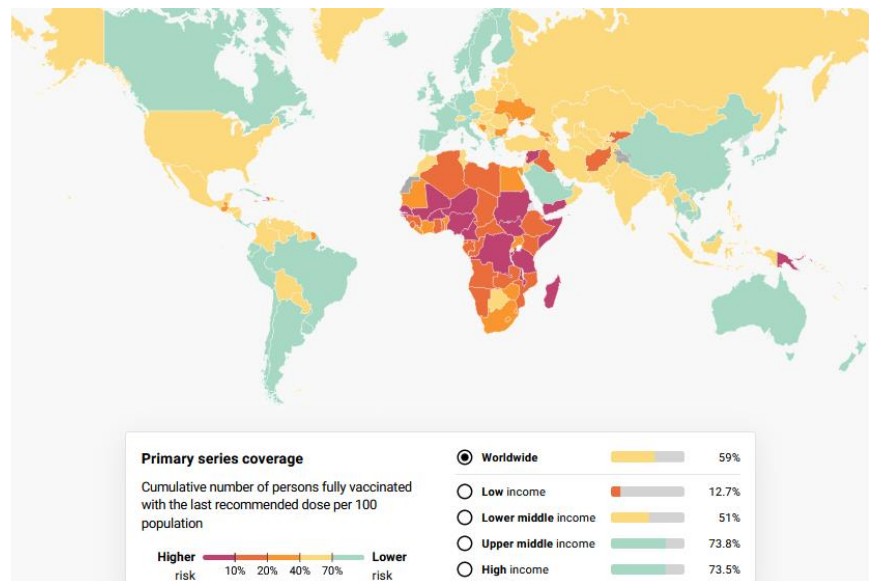 Primary series coverage
Cumulative number of persons fully vaccinated
with the last recommended dose per 100
population
Higher
risk
10% 20% 40% 70%
Lower
risk
Worldwide 59%
Low income 12.7%
Lower middle income 51%
Upper middle income 73.8%
High income 73.5%